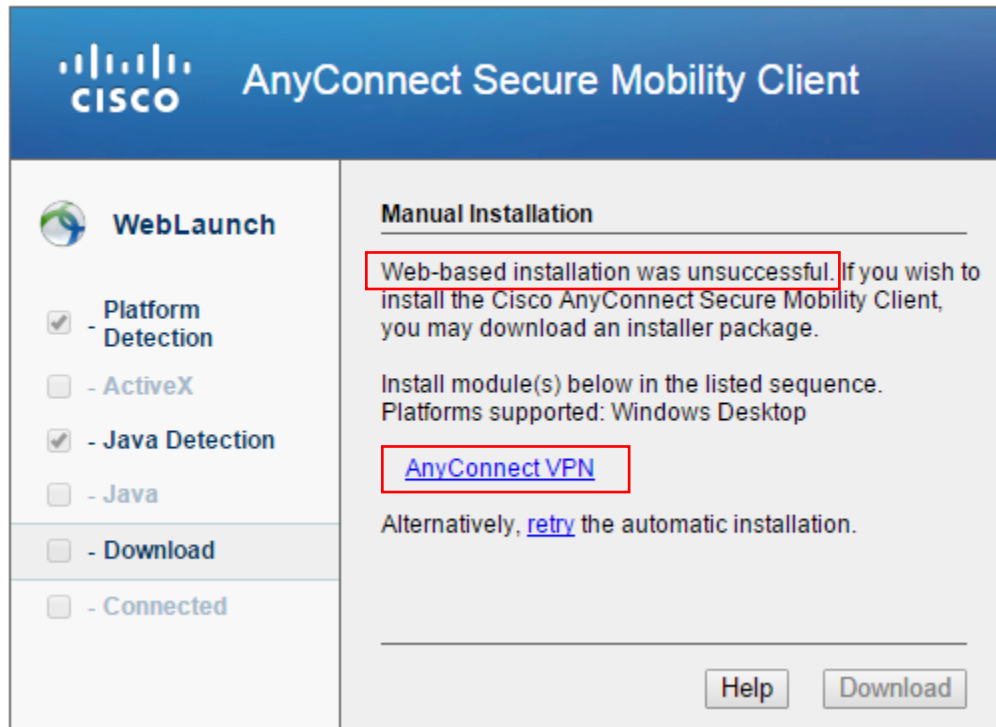 CISCO
AnyConnect Secure Mobility Client
WebLaunch
- Platform
Detection
- ActiveX
- Java Detection
- Java
- Download
- Connected
Manual Installation
Web-based installation was unsuccessful. If you wish to
install the Cisco AnyConnect Secure Mobility Client,
you may download an installer package.
Install module(s) below in the listed sequence.
Platforms supported: Windows Desktop
AnyConnect VPN
Alternatively, retry the automatic installation.
Help
Download